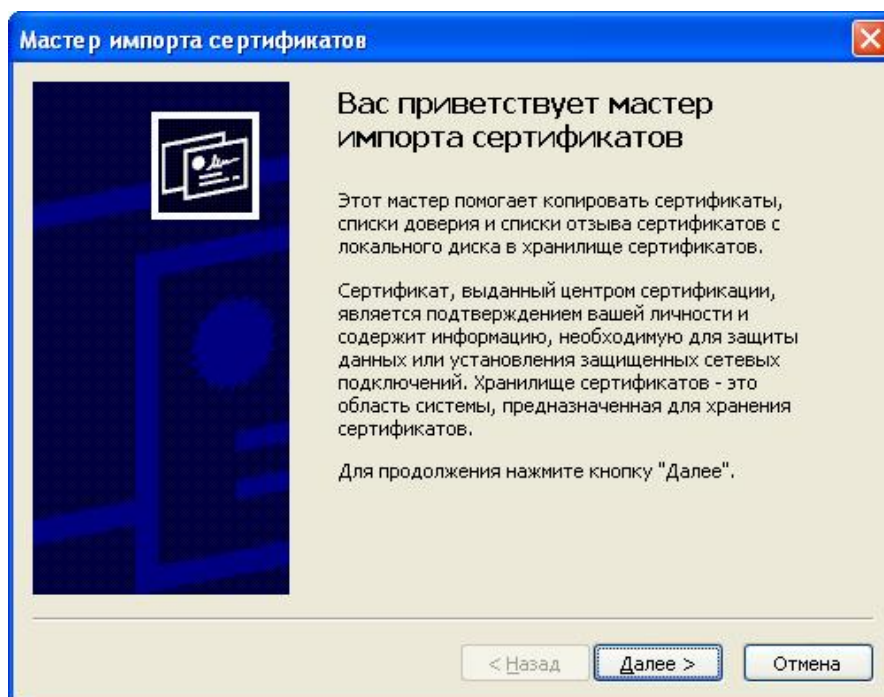 Мастер импорта сертификатов
Вас приветствует мастер
импорта сертификатов
Этот мастер помогает копировать сертификаты,
списки доверия и списки отзыва сертификатов с
локального диска в хранилище сертификатов.
Сертификат, выданный центром сертификации,
является подтверждением вашей личности и
содержит информацию, необходимую для защиты
данных или установления защищенных сетевых
подключений. Хранилище сертификатов - это
область системы, предназначенная для хранения
сертификатов.
Для продолжения нажмите кнопку "Далее".
< Назад Далее > Отмена